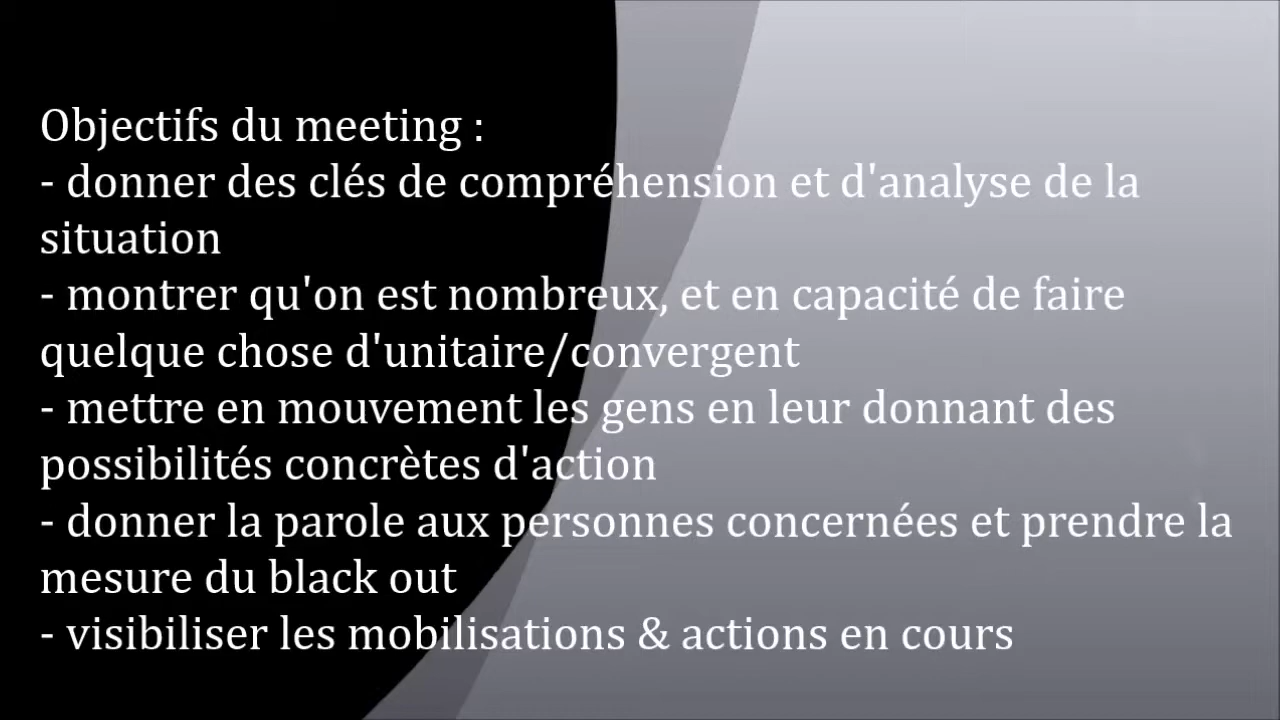 Objectifs du meeting :
- donner des clés de compréhension et d'analyse de la
situation
- montrer qu'on est nombreux, et en capacité de faire
quelque chose d'unitaire/convergent
- mettre en mouvement les gens en leur donnant des
possibilités concrètes d'action
- donner la parole aux personnes concernées et prendre la
mesure du black out
- visibiliser les mobilisations & actions en cours